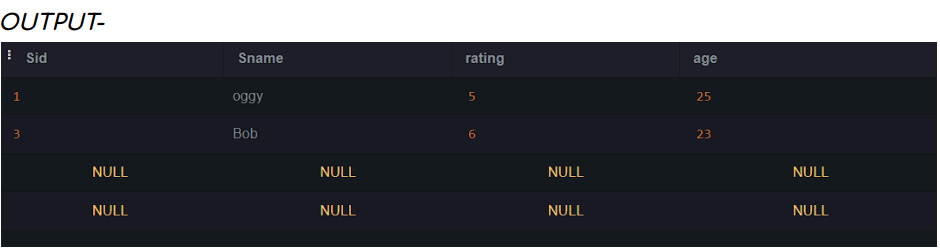 OUTPUT-
Sid Sname rating age
1 oggy 5 25
3 Bob 6 23
NULL NULL NULL NULL
NULL NULL NULL NULL